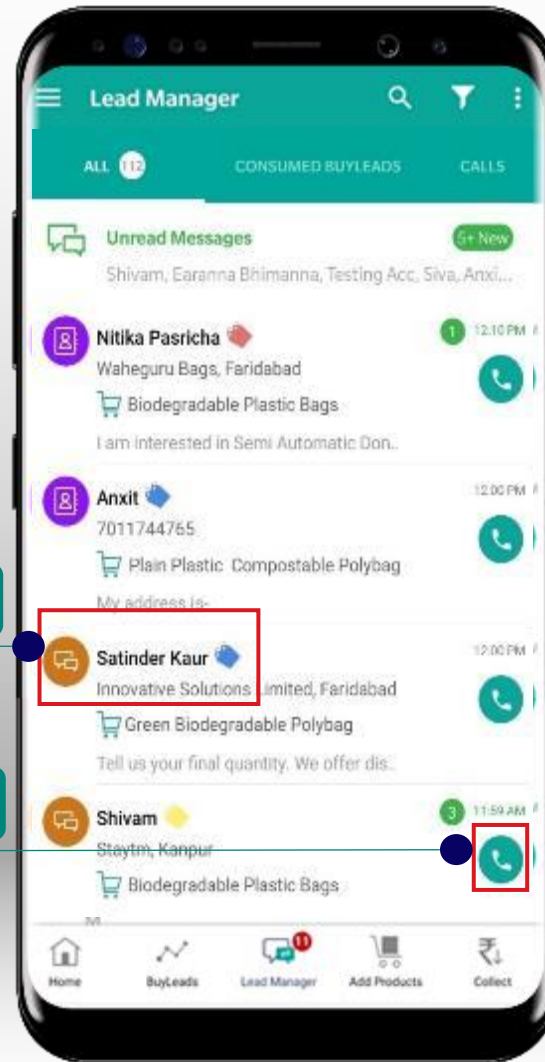 Lead Manager
ALL 112 CONSUMED BUYLEADS CALLS
Unread Messages 5+ New
Shivam, Earanna Bhimanna, Testing Acc, Siva, Anxi...
Nitika Pasricha 1 12:10 PM
Waheguru Bags, Faridabad
Biodegradable Plastic Bags
I am interested in Semi Automatic Don..
Anxit 12:00 PM
7011744765
Plain Plastic Compostable Polybag
My address is-
Satinder Kaur 12:00 PM
Innovative Solutions Limited, Faridabad
Green Biodegradable Polybag
Tell us your final quantity. We offer dis..
Shivam 3 11:59 AM
Staytm, Kanpur
Biodegradable Plastic Bags
11
Home BuyLeads Lead Manager Add Products Collect